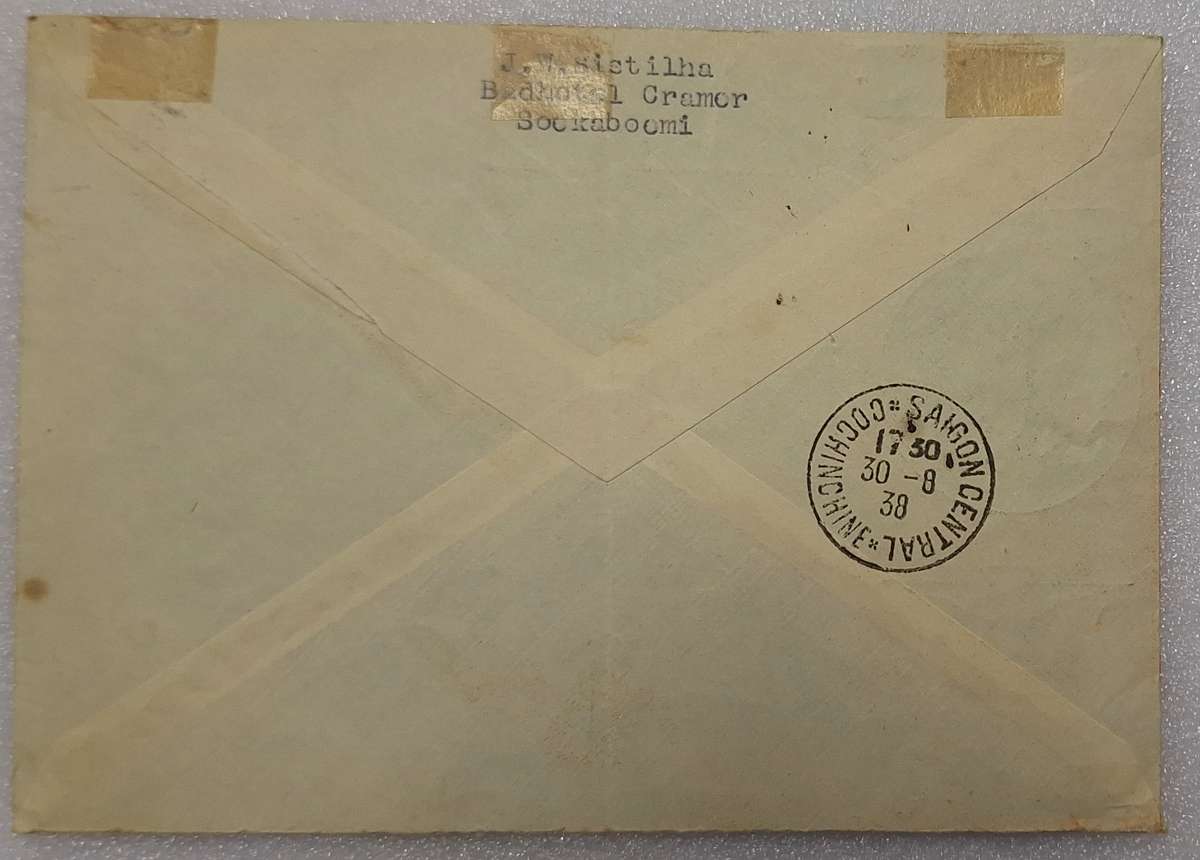 J.W.Sistilha
Badhotel Cramer
Soekaboemi
* SAIGON CENTRAL *
17 30
30 -8
38
COCHINCHINE